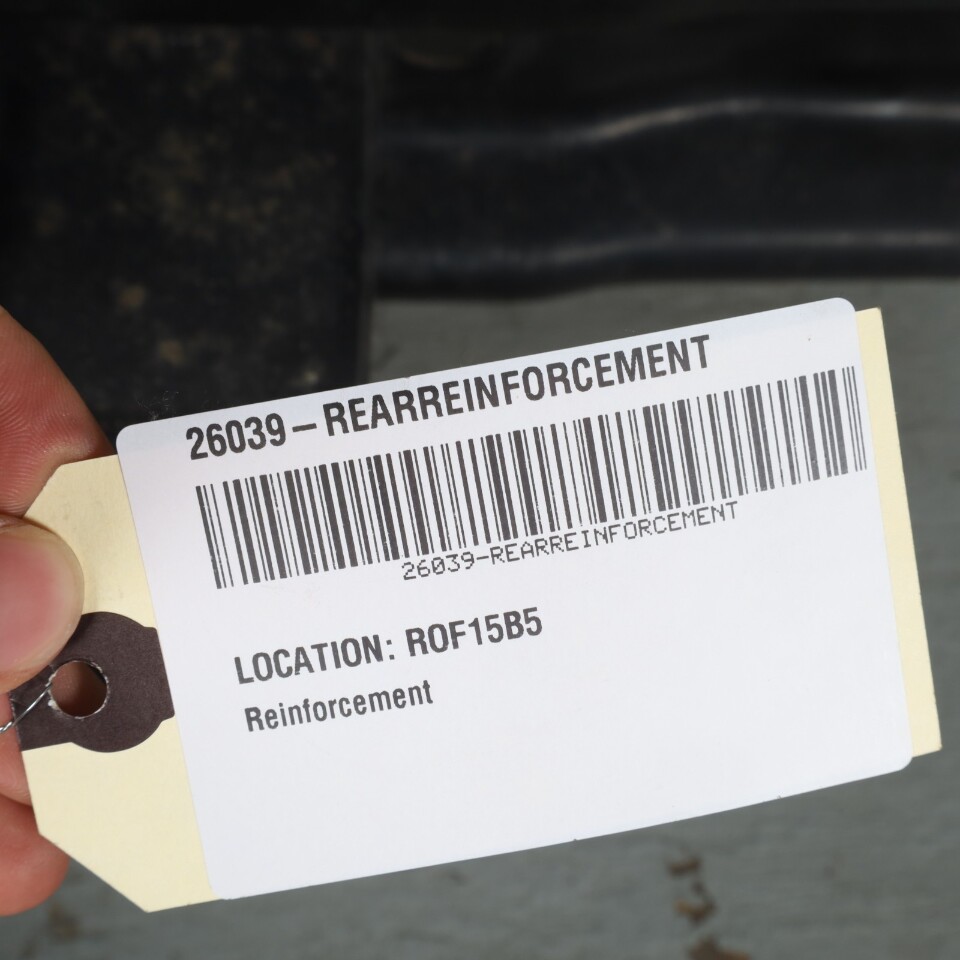 26039-REARREINFORCEMENT
26039-REARREINFORCEMENT
LOCATION: ROF15B5
Reinforcement